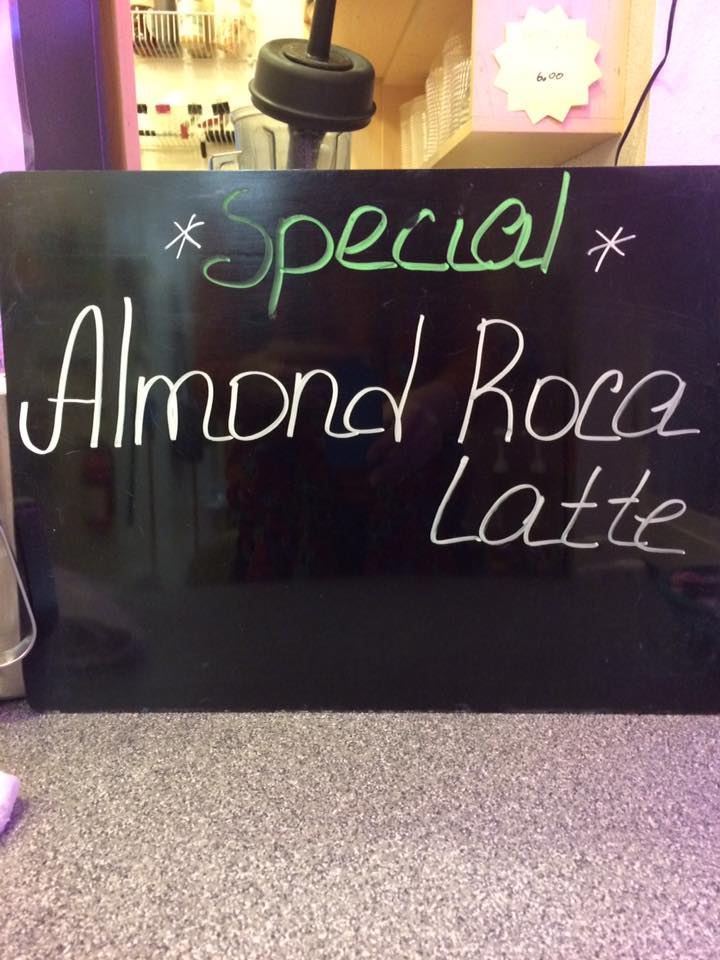 6.00
* Special *
Almond Roca
Latte